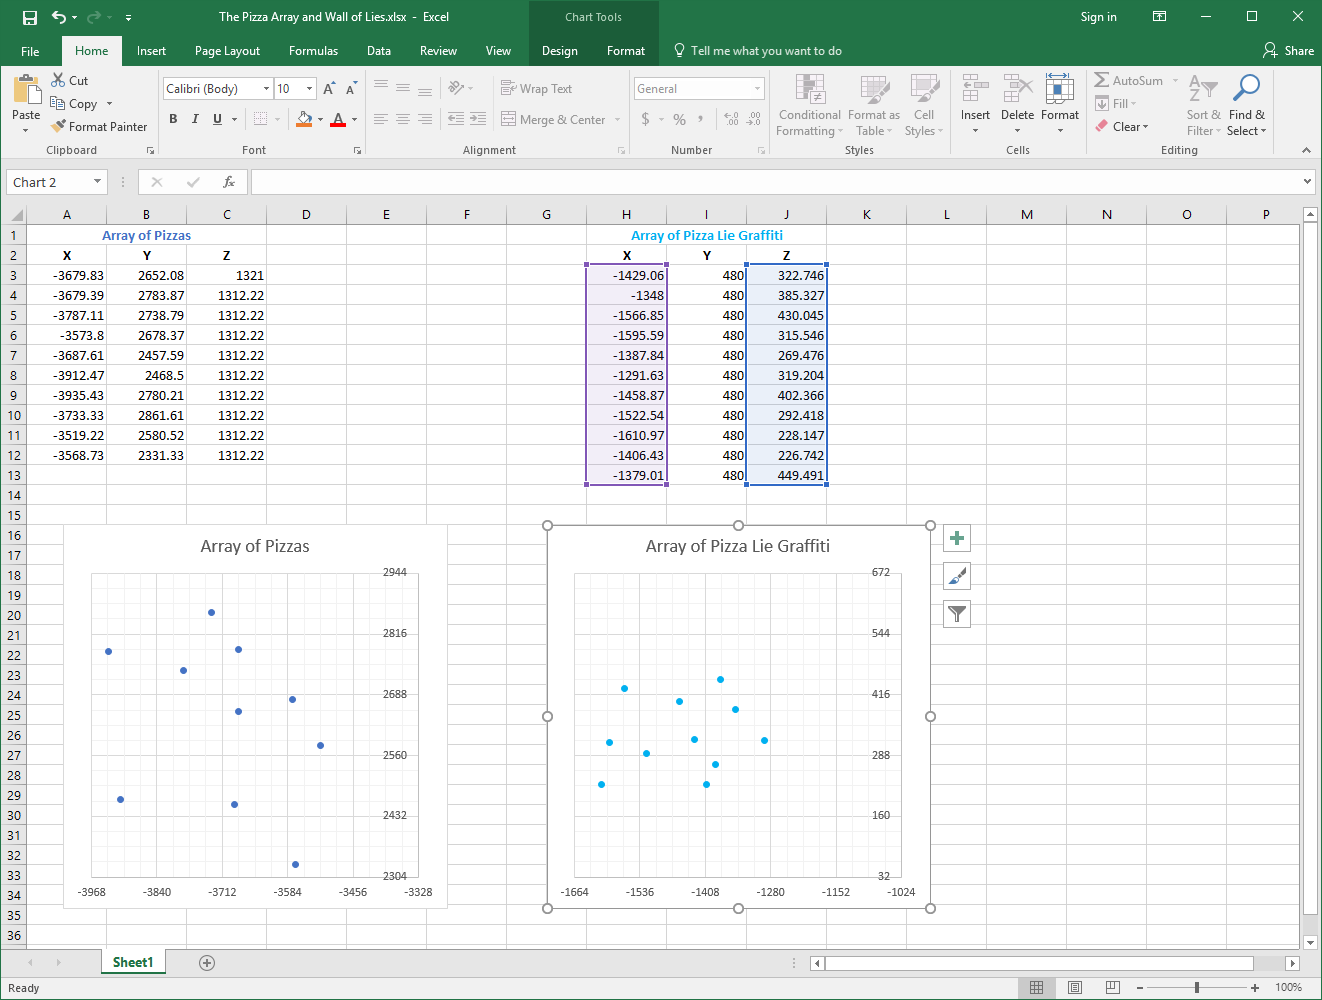 The Pizza Array and Wall of Lies.xlsx - Excel
Chart Tools
Sign in
File Home Insert Page Layout Formulas Data Review View Design Format Tell me what you want to do Share
Paste
Cut
Copy
Format Painter
Clipboard
Calibri (Body) 10 A A
B I U A
Font
Wrap Text
Merge & Center
Alignment
General
$ % , .0 .00 .00 .0
Number
Conditional Formatting
Format as Table
Cell Styles
Styles
Insert Delete Format
Cells
AutoSum
Fill
Clear
Sort & Filter
Find & Select
Editing
Chart 2 fx
A B C D E F G H I J K L M N O P
1 Array of Pizzas Array of Pizza Lie Graffiti
2 X Y Z X Y Z
3 -3679.83 2652.08 1321 -1429.06 480 322.746
4 -3679.39 2783.87 1312.22 -1348 480 385.327
5 -3787.11 2738.79 1312.22 -1566.85 480 430.045
6 -3573.8 2678.37 1312.22 -1595.59 480 315.546
7 -3687.61 2457.59 1312.22 -1387.84 480 269.476
8 -3912.47 2468.5 1312.22 -1291.63 480 319.204
9 -3935.43 2780.21 1312.22 -1458.87 480 402.366
10 -3733.33 2861.61 1312.22 -1522.54 480 292.418
11 -3519.22 2580.52 1312.22 -1610.97 480 228.147
12 -3568.73 2331.33 1312.22 -1406.43 480 226.742
13 -1379.01 480 449.491
14
15
16
17
18
19
20
21
22
23
24
25
26
27
28
29
30
31
32
33
34
35
36
Array of Pizzas
2944
2816
2688
2560
2432
2304
-3968 -3840 -3712 -3584 -3456 -3328
Array of Pizza Lie Graffiti
672
544
416
288
160
32
-1664 -1536 -1408 -1280 -1152 -1024
Sheet1
Ready 100%